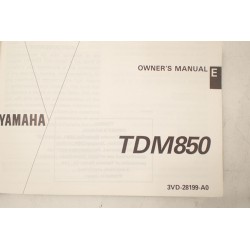 OWNER'S MANUAL E
YAMAHA
TDM850
3VD-28199-A0